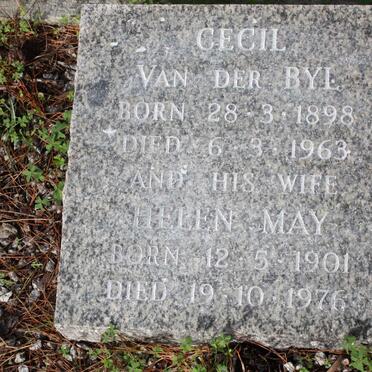 CECIL
VAN DER BYL
BORN 28·3·1898
DIED 6·3·1963
AND HIS WIFE
HELEN MAY
BORN 12·5·1901
DIED 19·10·1976